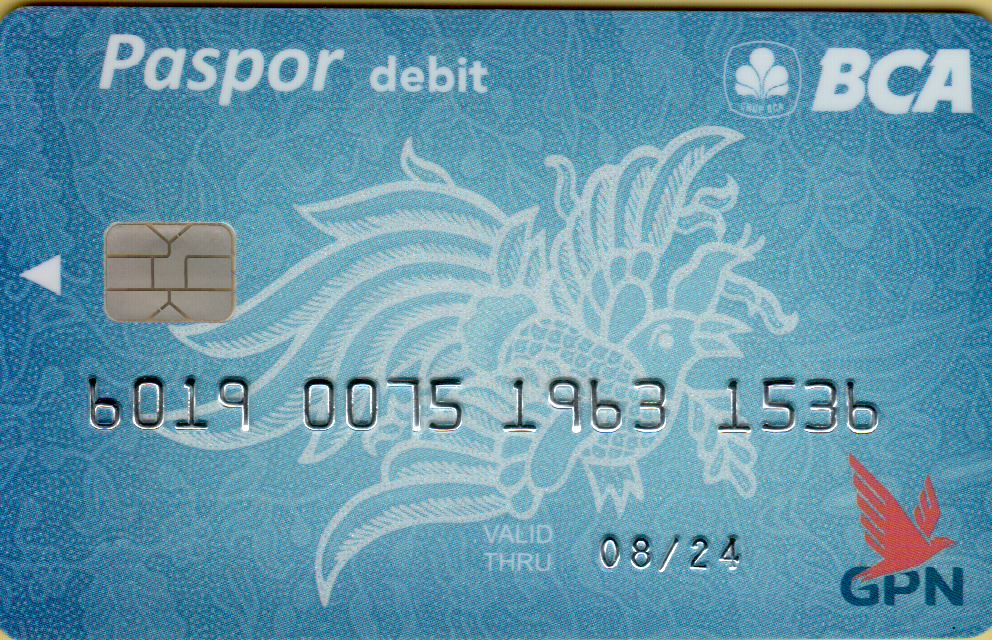 Paspor debit
BCA
6019 0075 1963 1536
VALID
THRU
08/24
GPN